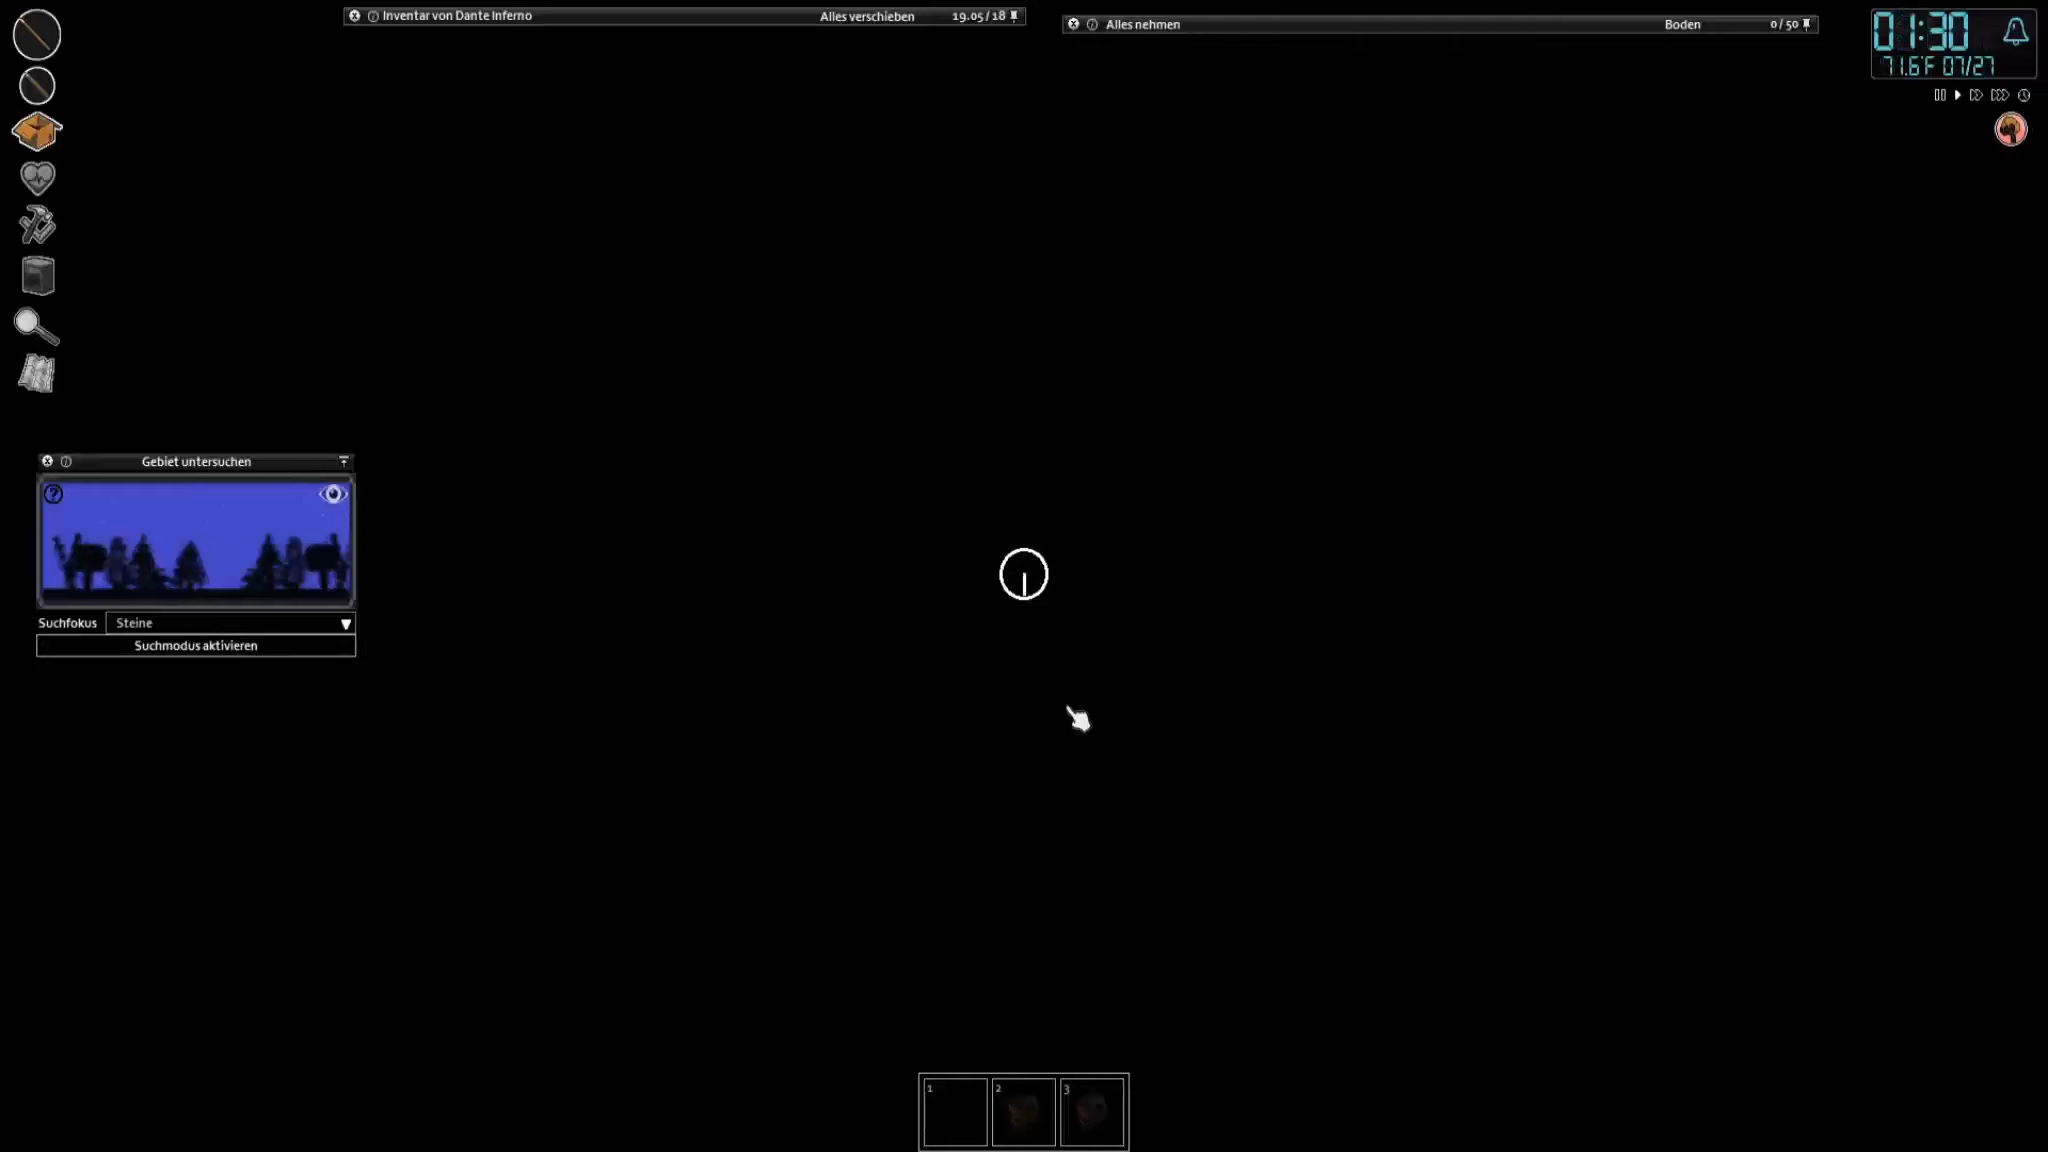 Inventar von Dante Inferno Alles verschieben 19.05 / 18
Alles nehmen Boden 0 / 50
01:30
71.6°F 07/27
Gebiet untersuchen
?
Suchfokus Steine
Suchmodus aktivieren
1 2 3